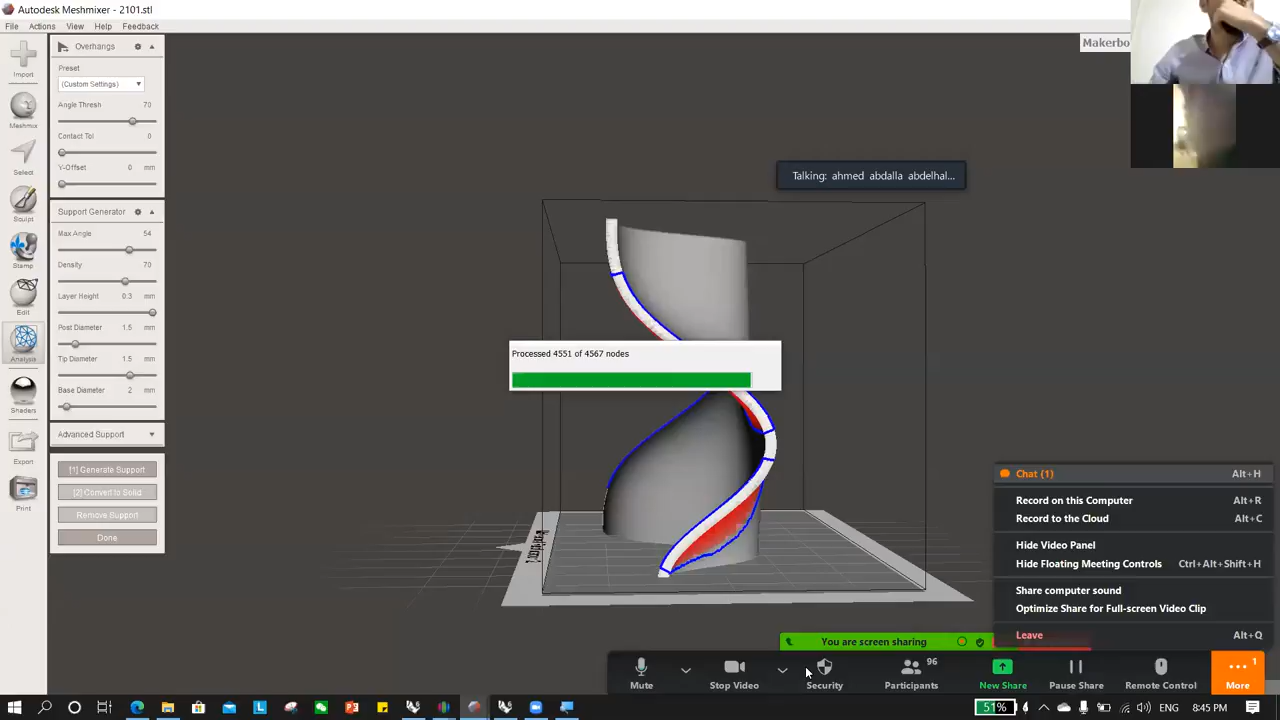 Autodesk Meshmixer - 2101.stl
File Actions View Help Feedback
Import
Meshmix
Select
Sculpt
Stamp
Edit
Analysis
Shaders
Export
Print
Overhangs
Preset
(Custom Settings)
Angle Thresh 70
Contact Tol 0
Y-Offset 0 mm
Support Generator
Max Angle 54
Density 70
Layer Height 0.3 mm
Post Diameter 1.5 mm
Tip Diameter 1.5 mm
Base Diameter 2 mm
Advanced Support
[1] Generate Support
[2] Convert to Solid
Remove Support
Done
Makerbo
Talking: ahmed abdalla abdelhal...
Processed 4551 of 4567 nodes
Chat (1) Alt+H
Record on this Computer Alt+R
Record to the Cloud Alt+C
Hide Video Panel
Hide Floating Meeting Controls Ctrl+Alt+Shift+H
Share computer sound
Optimize Share for Full-screen Video Clip
Leave Alt+Q
You are screen sharing
Mute
Stop Video
Security
Participants 96
New Share
Pause Share
Remote Control
More 1
51%
8:45 PM